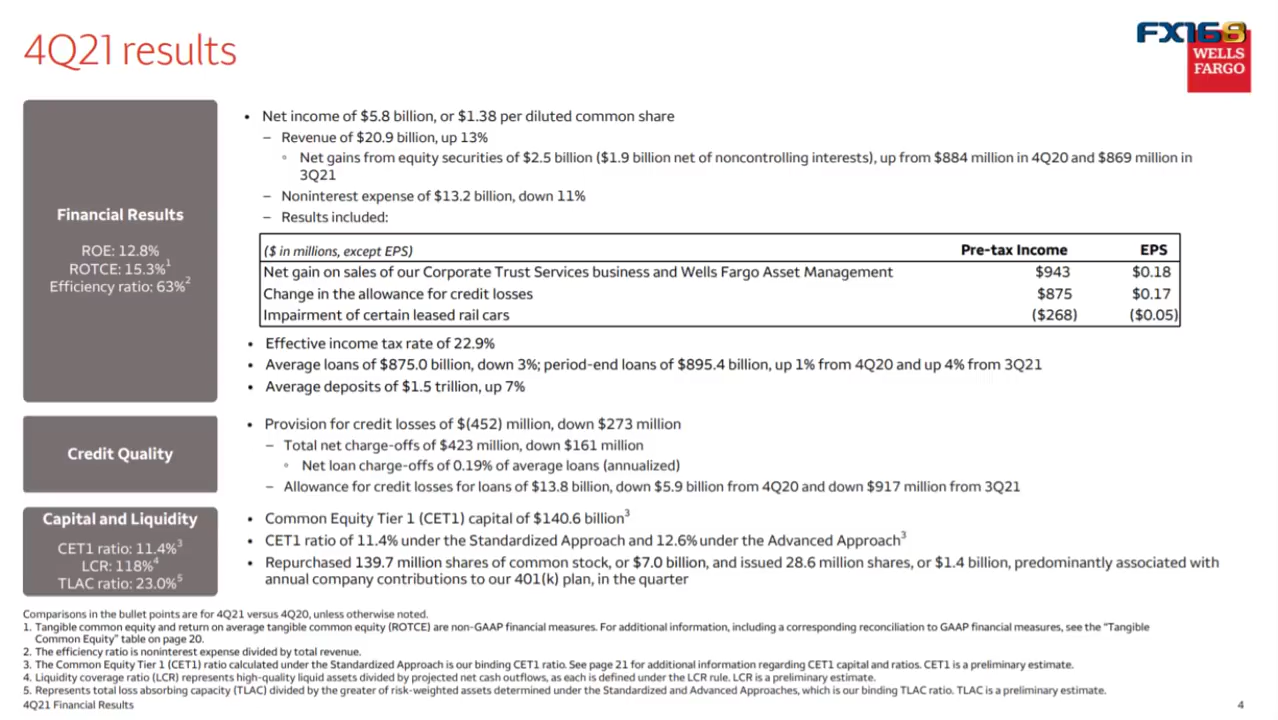 4Q21 results
FX168
WELLS
FARGO
Financial Results
ROE: 12.8%
ROTCE: 15.3%¹
Efficiency ratio: 63%²
• Net income of $5.8 billion, or $1.38 per diluted common share
– Revenue of $20.9 billion, up 13%
◦ Net gains from equity securities of $2.5 billion ($1.9 billion net of noncontrolling interests), up from $884 million in 4Q20 and $869 million in
3Q21
– Noninterest expense of $13.2 billion, down 11%
– Results included:
($ in millions, except EPS) Pre-tax Income EPS
Net gain on sales of our Corporate Trust Services business and Wells Fargo Asset Management $943 $0.18
Change in the allowance for credit losses $875 $0.17
Impairment of certain leased rail cars ($268) ($0.05)
• Effective income tax rate of 22.9%
• Average loans of $875.0 billion, down 3%; period-end loans of $895.4 billion, up 1% from 4Q20 and up 4% from 3Q21
• Average deposits of $1.5 trillion, up 7%
Credit Quality
• Provision for credit losses of $(452) million, down $273 million
– Total net charge-offs of $423 million, down $161 million
◦ Net loan charge-offs of 0.19% of average loans (annualized)
– Allowance for credit losses for loans of $13.8 billion, down $5.9 billion from 4Q20 and down $917 million from 3Q21
Capital and Liquidity
CET1 ratio: 11.4%³
LCR: 118%⁴
TLAC ratio: 23.0%⁵
• Common Equity Tier 1 (CET1) capital of $140.6 billion³
• CET1 ratio of 11.4% under the Standardized Approach and 12.6% under the Advanced Approach³
• Repurchased 139.7 million shares of common stock, or $7.0 billion, and issued 28.6 million shares, or $1.4 billion, predominantly associated with
annual company contributions to our 401(k) plan, in the quarter
Comparisons in the bullet points are for 4Q21 versus 4Q20, unless otherwise noted.
1. Tangible common equity and return on average tangible common equity (ROTCE) are non-GAAP financial measures. For additional information, including a corresponding reconciliation to GAAP financial measures, see the "Tangible
Common Equity" table on page 20.
2. The efficiency ratio is noninterest expense divided by total revenue.
3. The Common Equity Tier 1 (CET1) ratio calculated under the Standardized Approach is our binding CET1 ratio. See page 21 for additional information regarding CET1 capital and ratios. CET1 is a preliminary estimate.
4. Liquidity coverage ratio (LCR) represents high-quality liquid assets divided by projected net cash outflows, as each is defined under the LCR rule. LCR is a preliminary estimate.
5. Represents total loss absorbing capacity (TLAC) divided by the greater of risk-weighted assets determined under the Standardized and Advanced Approaches, which is our binding TLAC ratio. TLAC is a preliminary estimate.
4Q21 Financial Results
4